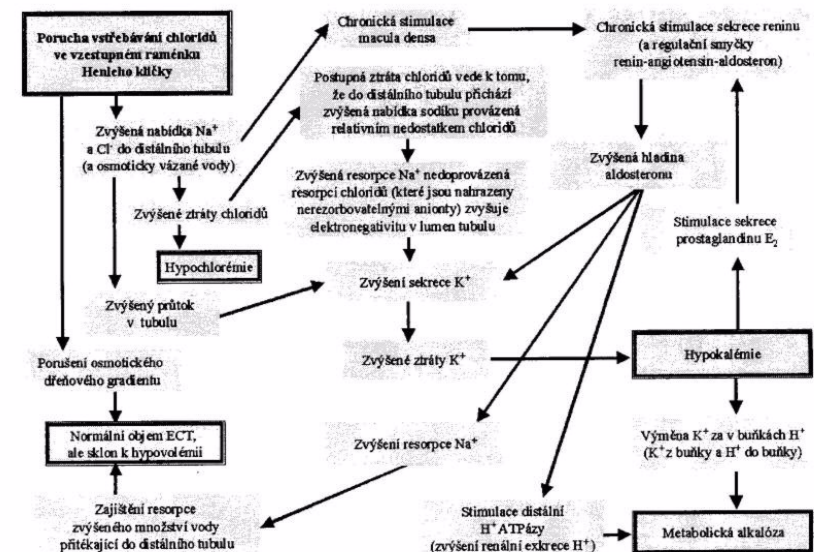 Porucha vstřebávání chloridů
ve vzestupném raménku
Henleho kličky
Chronická stimulace
macula densa
Chronická stimulace sekrece reninu
(a regulační smyčky
renin-angiotensin-aldosteron)
Postupná ztráta chloridů vede k tomu,
že do distálního tubulu přichází
zvýšená nabídka sodíku provázená
relativním nedostatkem chloridů
Zvýšená nabídka Na⁺
a Cl⁻ do distálního tubulu
(a osmoticky vázané vody)
Zvýšená hladina
aldosteronu
Zvýšená resorpce Na⁺ nedoprovázená
resorpcí chloridů (které jsou nahrazeny
nerezorbovatelnými anionty) zvyšuje
elektronegativitu v lumen tubulu
Zvýšené ztráty chloridů
Stimulace sekrece
prostaglandinu E₂
Hypochlorémie
Zvýšení sekrece K⁺
Zvýšený průtok
v tubulu
Zvýšené ztráty K⁺
Hypokalémie
Porušení osmotického
dřeňového gradientu
Normální objem ECT,
ale sklon k hypovolémii
Zvýšení resorpce Na⁺
Výměna K⁺ za v buňkách H⁺
(K⁺z buňky a H⁺ do buňky)
Zajištění resorpce
zvýšeného množství vody
přitékající do distálního tubulu
Stimulace distální
H⁺ATPázy
(zvýšení renální exkrece H⁺)
Metabolická alkalóza